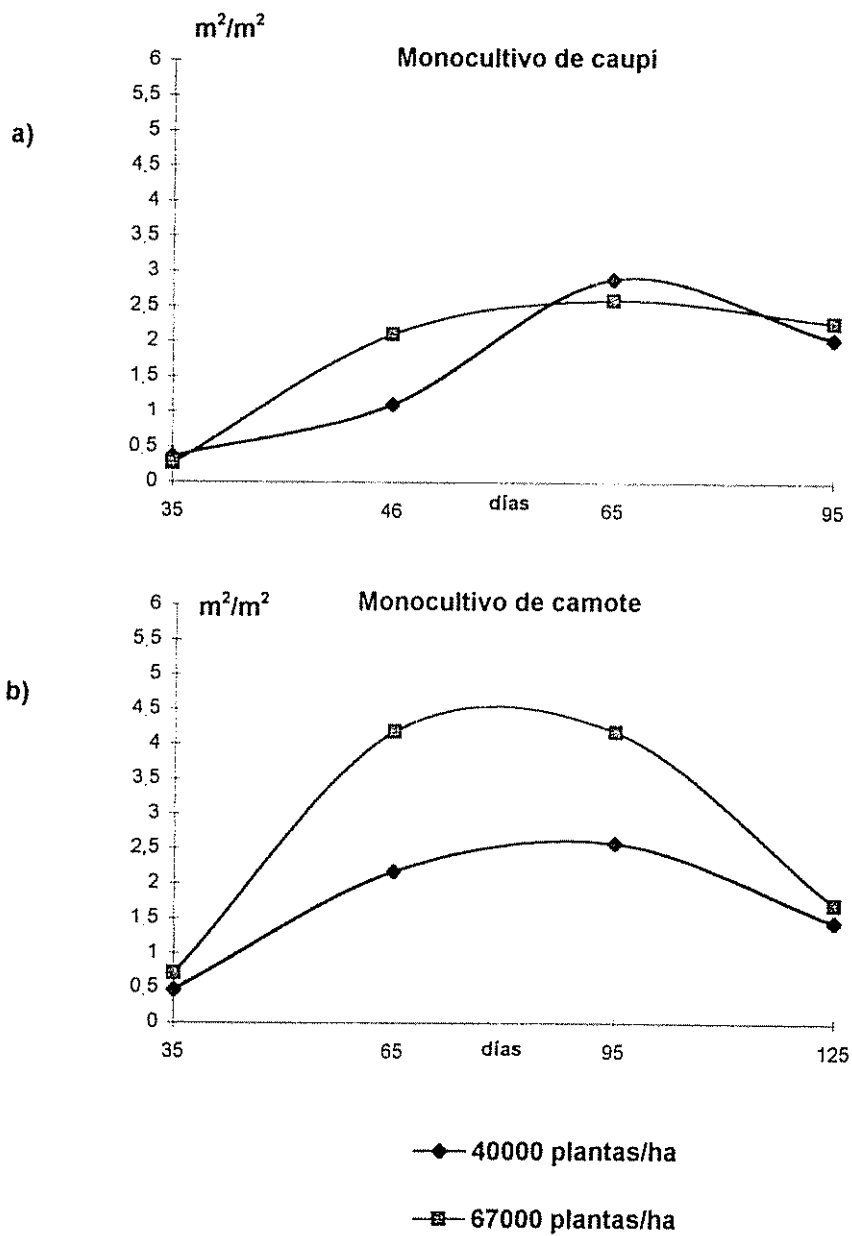 m²/m²
Monocultivo de caupí
a)
6
5,5
5
4,5
4
3,5
3
2,5
2
1,5
1
0,5
0
35 46 días 65 95
m²/m² Monocultivo de camote
b)
6
5,5
5
4,5
4
3,5
3
2,5
2
1,5
1
0,5
0
35 65 días 95 125
40000 plantas/ha
67000 plantas/ha